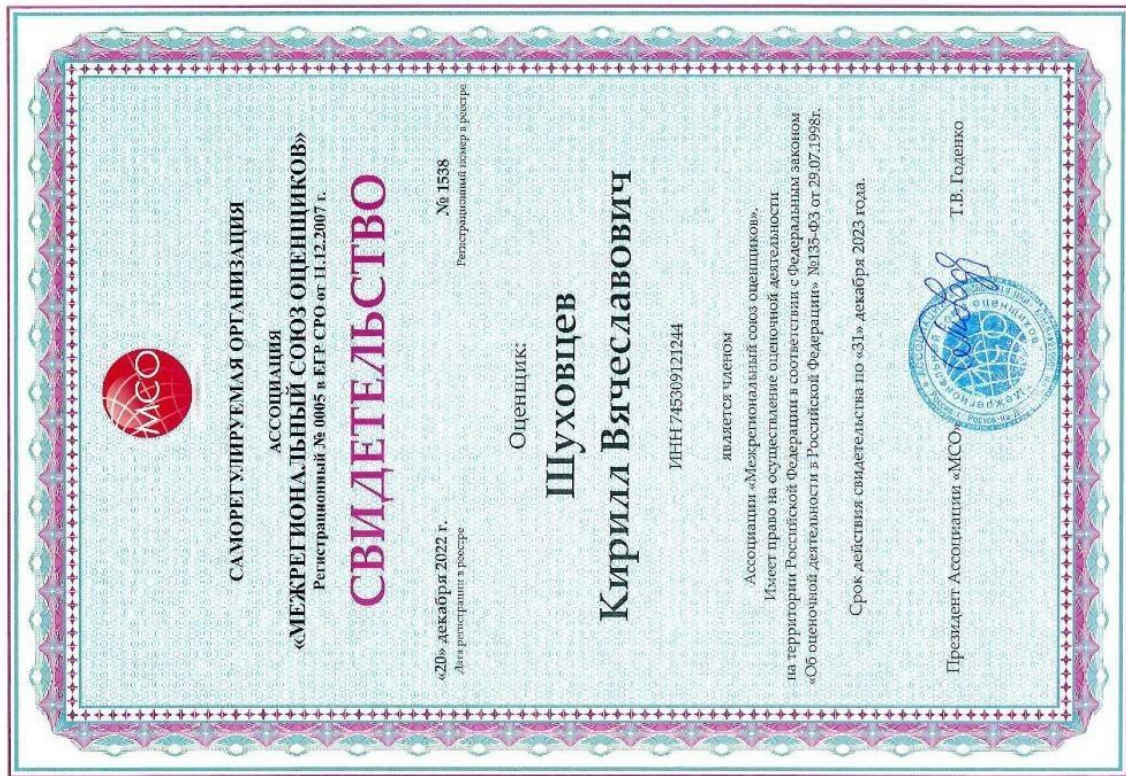 МСО
САМОРЕГУЛИРУЕМАЯ ОРГАНИЗАЦИЯ
АССОЦИАЦИЯ
«МЕЖРЕГИОНАЛЬНЫЙ СОЮЗ ОЦЕНЩИКОВ»
Регистрационный № 0005 в ЕГР СРО от 11.12.2007 г.
СВИДЕТЕЛЬСТВО
«20» декабря 2022 г. № 1538
Дата регистрации в реестре Регистрационный номер в реестре
Оценщик:
Шуховцев
Кирилл Вячеславович
ИНН 745309121244
является членом
Ассоциации «Межрегиональный союз оценщиков».
Имеет право на осуществление оценочной деятельности
на территории Российской Федерации в соответствии с Федеральным законом
«Об оценочной деятельности в Российской Федерации» №135-ФЗ от 29.07.1998г.
Срок действия свидетельства по «31» декабря 2023 года.
Президент Ассоциации «МСО» Т.В. Годенко